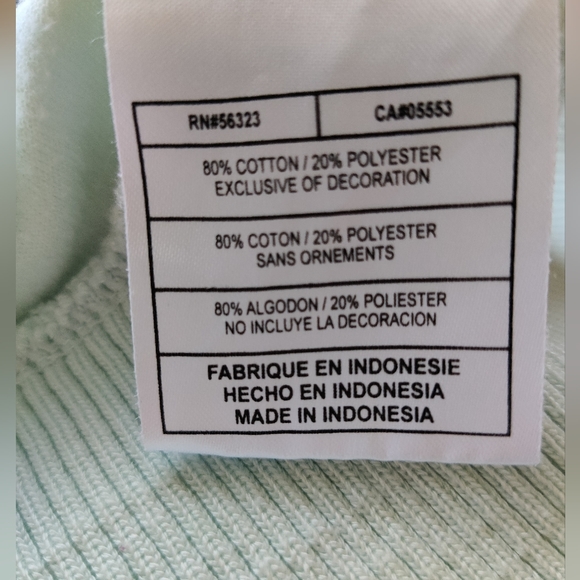 RN#56323 CA#05553
80% COTTON / 20% POLYESTER
EXCLUSIVE OF DECORATION
80% COTON / 20% POLYESTER
SANS ORNEMENTS
80% ALGODON / 20% POLIESTER
NO INCLUYE LA DECORACION
FABRIQUE EN INDONESIE
HECHO EN INDONESIA
MADE IN INDONESIA